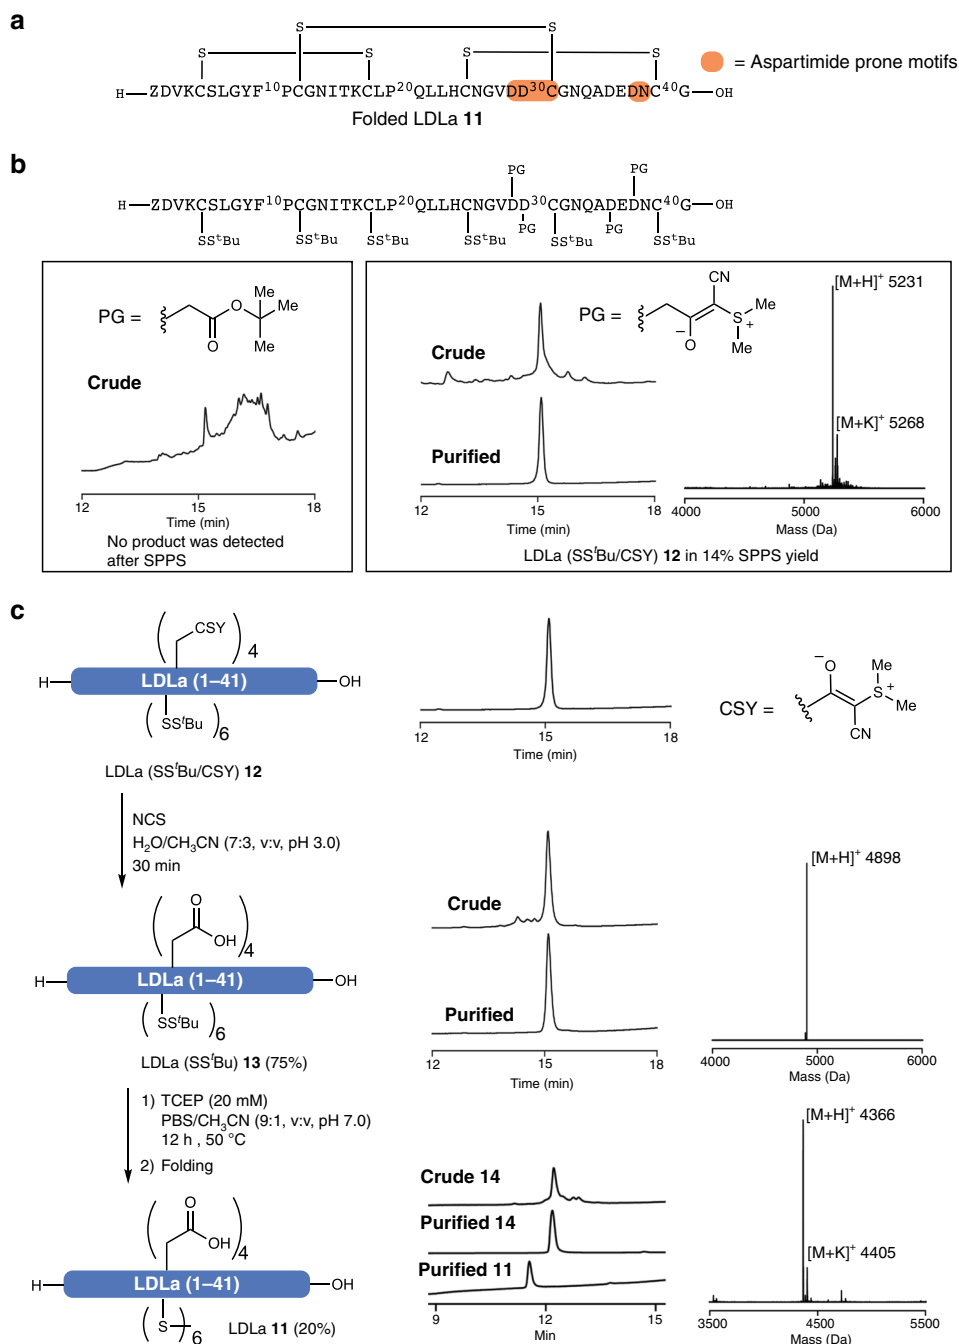 a
S S
S S S S
H—ZDVKCSLGYF¹⁰PCGNITKCLP²⁰QLLHCNGVDD³⁰CGNQADEDNC⁴⁰G—OH
= Aspartimide prone motifs
Folded LDLa 11
b
PG PG
H—ZDVKCSLGYF¹⁰PCGNITKCLP²⁰QLLHCNGVDD³⁰CGNQADEDNC⁴⁰G—OH
PG PG
SSᵗBu SSᵗBu SSᵗBu SSᵗBu SSᵗBu SSᵗBu
PG =
O
O
Me
Me
Me
Crude
12 15 18
Time (min)
No product was detected
after SPPS
PG =
CN
S
+
Me
Me
−
O
Crude
Purified
12 15 18
Time (min)
[M+H]⁺ 5231
[M+K]⁺ 5268
4000 5000 6000
Mass (Da)
LDLa (SSᵗBu/CSY) 12 in 14% SPPS yield
c
CSY
4
H— LDLa (1–41) —OH
SSᵗBu
6
LDLa (SSᵗBu/CSY) 12
12 15 18
Time (min)
CSY =
−
O
Me
S
+
Me
CN
NCS
H₂O/CH₃CN (7:3, v:v, pH 3.0)
30 min
O
OH
4
H— LDLa (1–41) —OH
SSᵗBu
6
LDLa (SSᵗBu) 13 (75%)
Crude
Purified
12 15 18
Time (min)
[M+H]⁺ 4898
4000 5000 6000
Mass (Da)
1) TCEP (20 mM)
PBS/CH₃CN (9:1, v:v, pH 7.0)
12 h , 50 °C
2) Folding
O
OH
4
H— LDLa (1–41) —OH
S
6
LDLa 11 (20%)
Crude 14
Purified 14
Purified 11
9 12 15
Min
[M+H]⁺ 4366
[M+K]⁺ 4405
3500 4500 5500
Mass (Da)